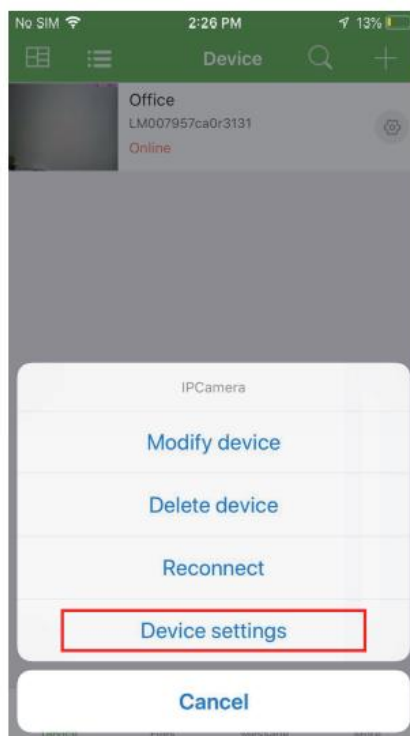 No SIM 2:26 PM 13%
Device
Office
LM007957ca0r3131
Online
IPCamera
Modify device
Delete device
Reconnect
Device settings
Cancel